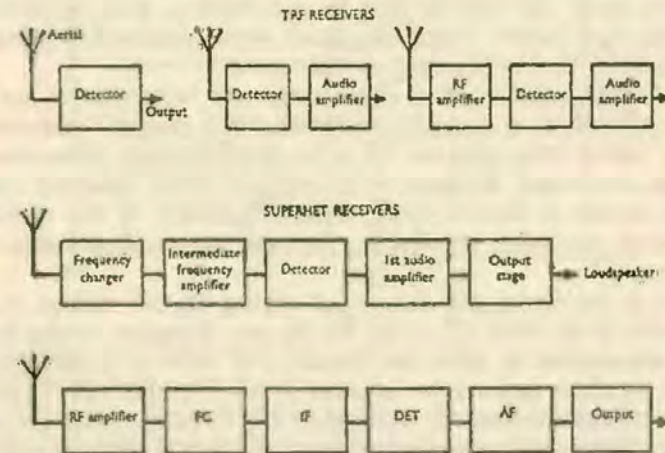 TRF RECEIVERS
Aerial
Detector
Output
Detector
Audio
amplifier
RF
amplifier
Detector
Audio
amplifier
SUPERHET RECEIVERS
Frequency
changer
Intermediate
frequency
amplifier
Detector
1st audio
amplifier
Output
stage
Loudspeaker
RF amplifier
FC
IF
DET
AF
Output